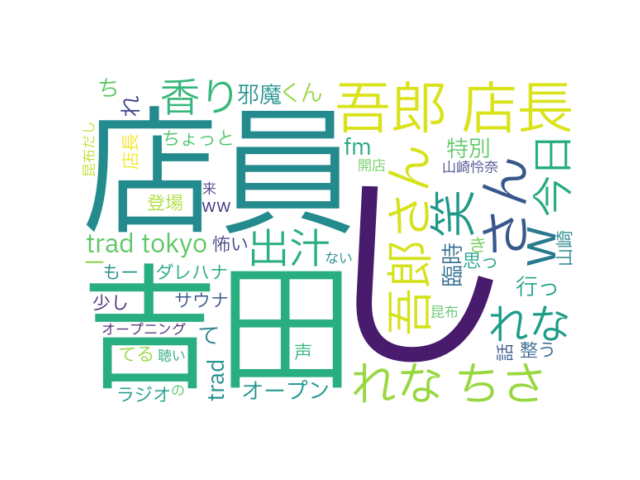 ち
れ
香り
邪魔
くん
吾郎 店長
昆布だし
店長
ちょっと
店員
fm
特別
開店
山崎怜奈
今日
登場
来
ww
し
吾郎 さん
笑
さん
w
山崎
trad tokyo
怖い
出汁
臨時
き
思っ
ない
ー
もー
ダレハナ
吉田
少し
サウナ
行っ
昆布
れな
オープニング
て
声
話
整う
てる
聴い
ラジオ
の
trad
オープン
れな ちさ